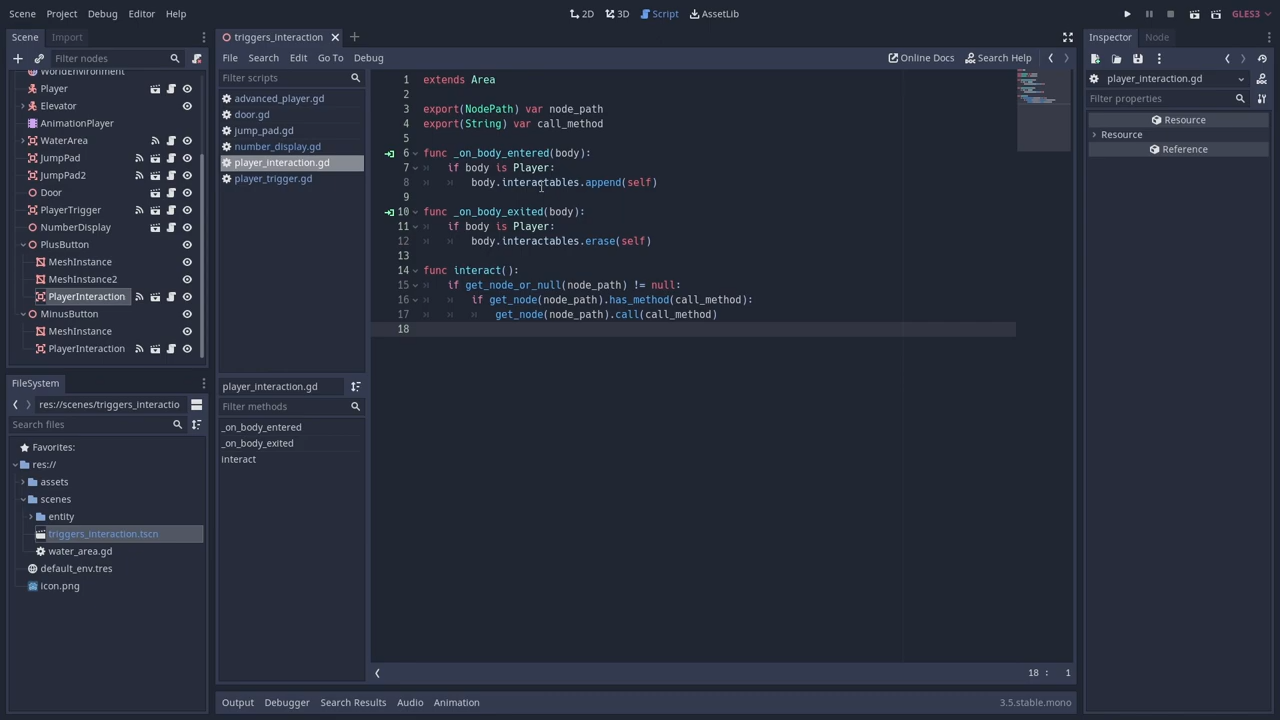 Scene Project Debug Editor Help 2D 3D Script AssetLib GLES3
Scene Import
Filter nodes
WorldEnvironment
Player
Elevator
AnimationPlayer
WaterArea
JumpPad
JumpPad2
Door
PlayerTrigger
NumberDisplay
PlusButton
MeshInstance
MeshInstance2
PlayerInteraction
MinusButton
MeshInstance
PlayerInteraction
FileSystem
res://scenes/triggers_interactio
Search files
Favorites:
res://
assets
scenes
entity
triggers_interaction.tscn
water_area.gd
default_env.tres
icon.png
triggers_interaction
File Search Edit Go To Debug Online Docs Search Help
Filter scripts
advanced_player.gd
door.gd
jump_pad.gd
number_display.gd
player_interaction.gd
player_trigger.gd
player_interaction.gd
Filter methods
_on_body_entered
_on_body_exited
interact
1 extends Area
2
3 export(NodePath) var node_path
4 export(String) var call_method
5
6 func _on_body_entered(body):
7 if body is Player:
8 body.interactables.append(self)
9
10 func _on_body_exited(body):
11 if body is Player:
12 body.interactables.erase(self)
13
14 func interact():
15 if get_node_or_null(node_path) != null:
16 if get_node(node_path).has_method(call_method):
17 get_node(node_path).call(call_method)
18
18 : 1
Output Debugger Search Results Audio Animation 3.5.stable.mono
Inspector Node
player_interaction.gd
Filter properties
Resource
Resource
Reference